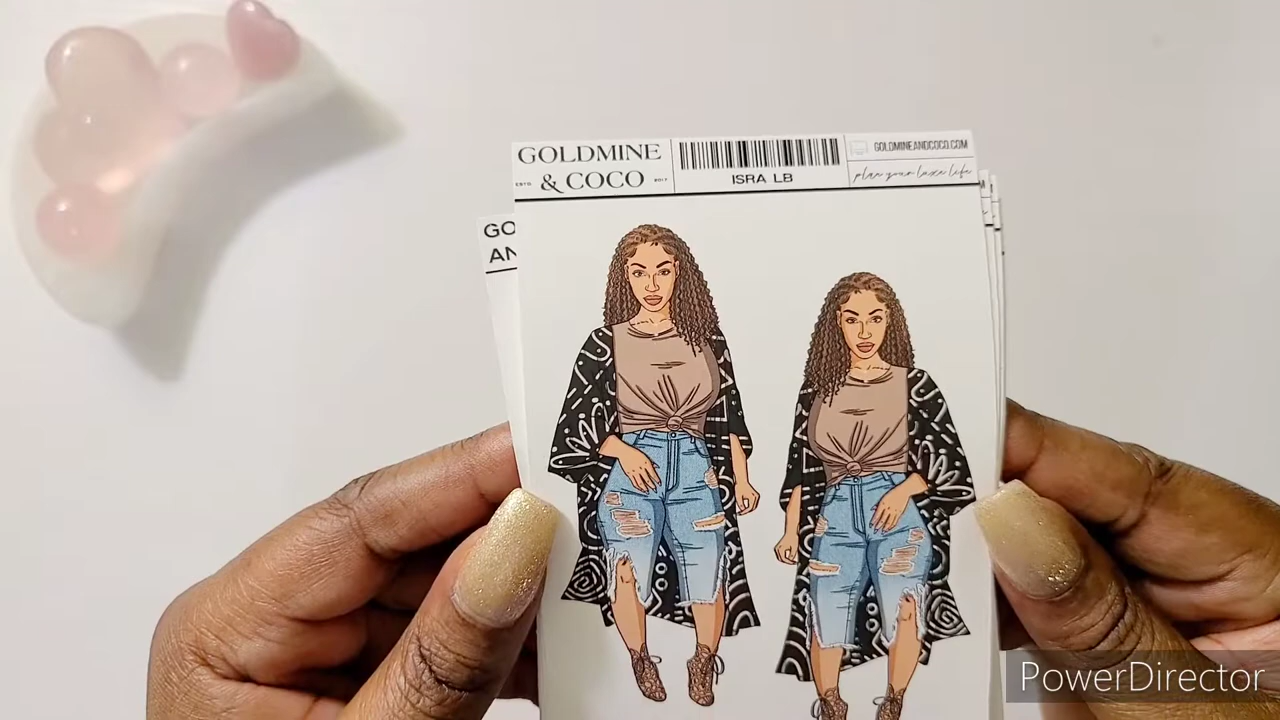 GOLDMINE
& COCO
ESTD.
2017
ISRA LB
GOLDMINEANDCOCO.COM
plan your luxe life
GO
AN
PowerDirector